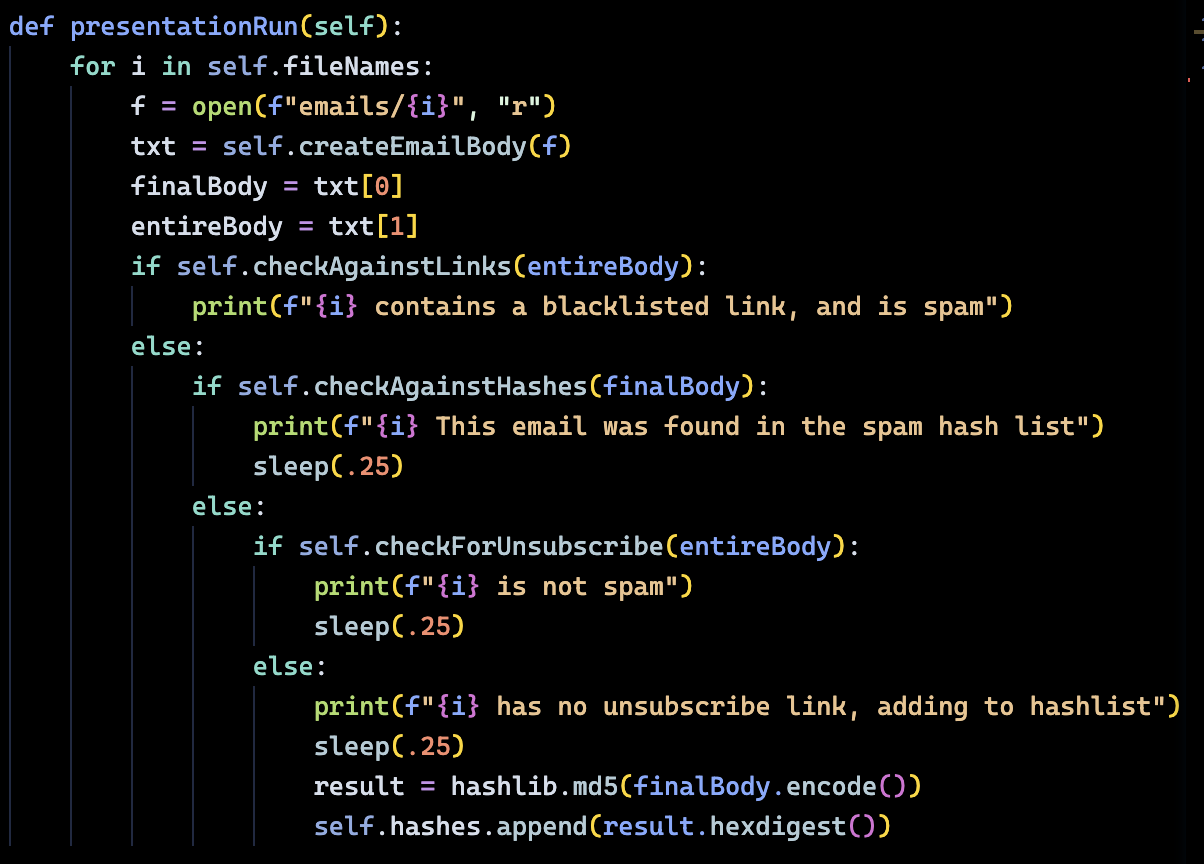 def presentationRun(self):
    for i in self.fileNames:
        f = open(f"emails/{i}", "r")
        txt = self.createEmailBody(f)
        finalBody = txt[0]
        entireBody = txt[1]
        if self.checkAgainstLinks(entireBody):
            print(f"{i} contains a blacklisted link, and is spam")
        else:
            if self.checkAgainstHashes(finalBody):
                print(f"{i} This email was found in the spam hash list")
                sleep(.25)
            else:
                if self.checkForUnsubscribe(entireBody):
                    print(f"{i} is not spam")
                    sleep(.25)
                else:
                    print(f"{i} has no unsubscribe link, adding to hashlist")
                    sleep(.25)
                    result = hashlib.md5(finalBody.encode())
                    self.hashes.append(result.hexdigest())